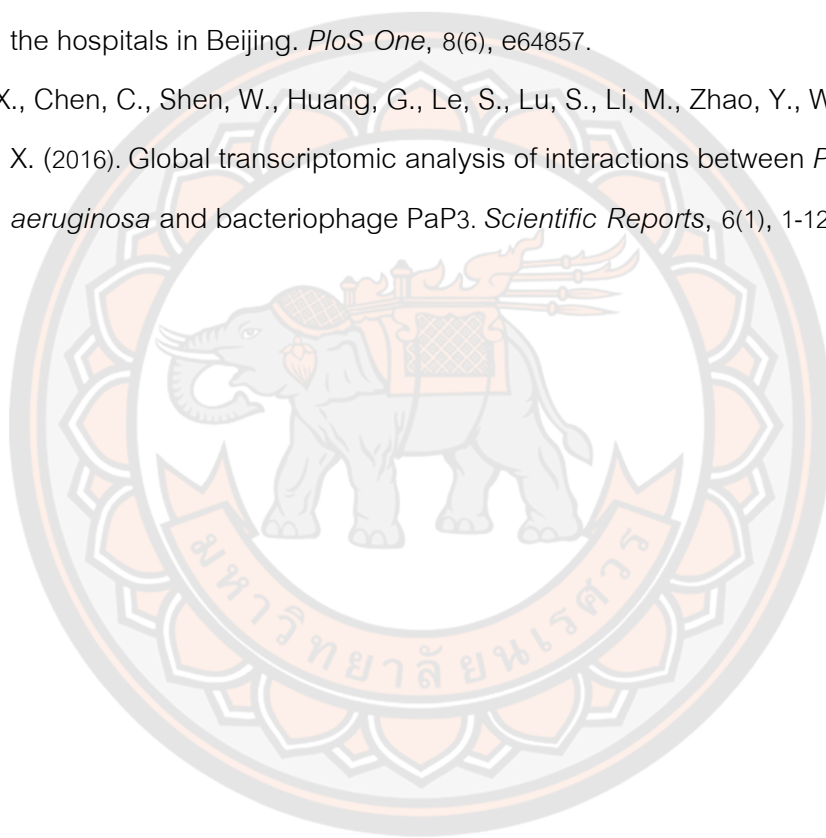 the hospitals in Beijing. PloS One, 8(6), e64857.
X., Chen, C., Shen, W., Huang, G., Le, S., Lu, S., Li, M., Zhao, Y., W
X. (2016). Global transcriptomic analysis of interactions between P
aeruginosa and bacteriophage PaP3. Scientific Reports, 6(1), 1-12
มหาวิทยาลัยนเรศวร